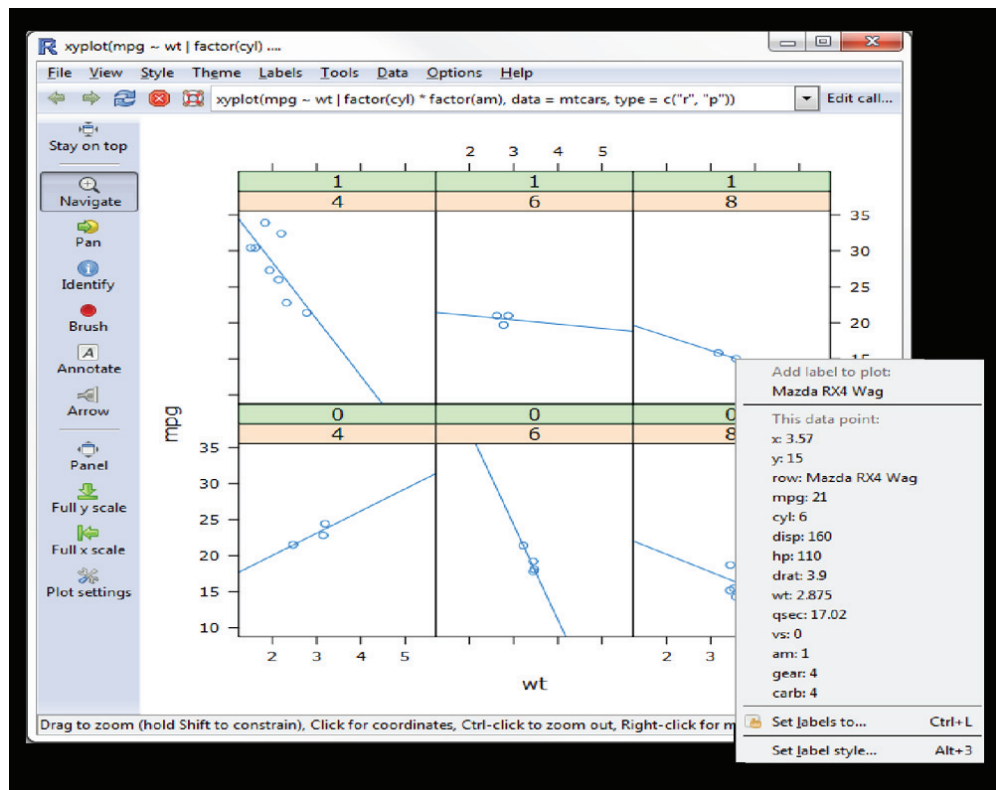 xyplot(mpg ~ wt | factor(cyl) ....
File View Style Theme Labels Tools Data Options Help
xyplot(mpg ~ wt | factor(cyl) * factor(am), data = mtcars, type = c("r", "p"))
Edit call...
Stay on top
Navigate
Pan
Identify
Brush
A
Annotate
Arrow
Panel
Full y scale
Full x scale
Plot settings
2 3 4 5
1 1 1
4 6 8
35
30
25
20
15
0 0 0
4 6 8
mpg
35
30
25
20
15
10
2 3 4 5 2 3
wt
Add label to plot:
Mazda RX4 Wag
This data point:
x: 3.57
y: 15
row: Mazda RX4 Wag
mpg: 21
cyl: 6
disp: 160
hp: 110
drat: 3.9
wt: 2.875
qsec: 17.02
vs: 0
am: 1
gear: 4
carb: 4
Set labels to... Ctrl+L
Set label style... Alt+3
Drag to zoom (hold Shift to constrain), Click for coordinates, Ctrl-click to zoom out, Right-click for